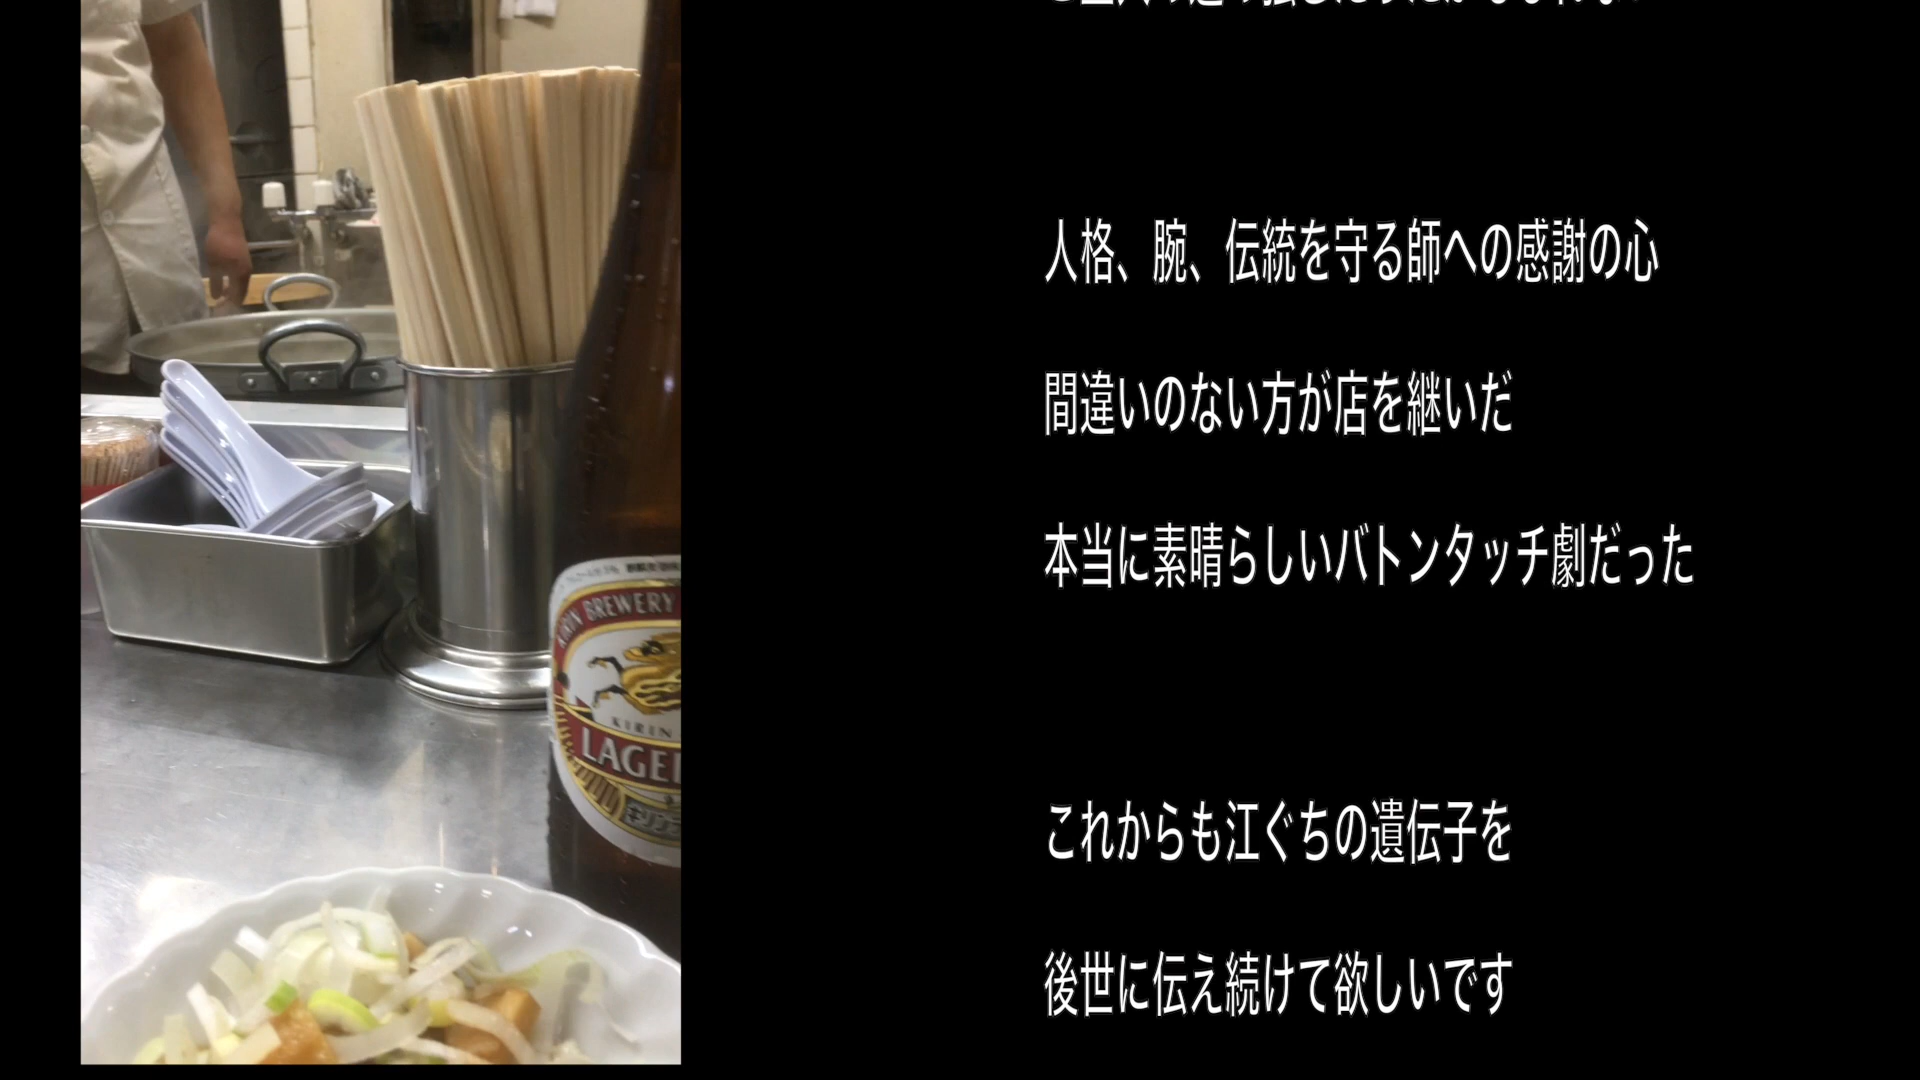 人格、腕、伝統を守る師への感謝の心
間違いのない方が店を継いだ
本当に素晴らしいバトンタッチ劇だった
これからも江ぐちの遺伝子を
後世に伝え続けて欲しいです
KIRIN BREWERY
KIRIN
LAGER